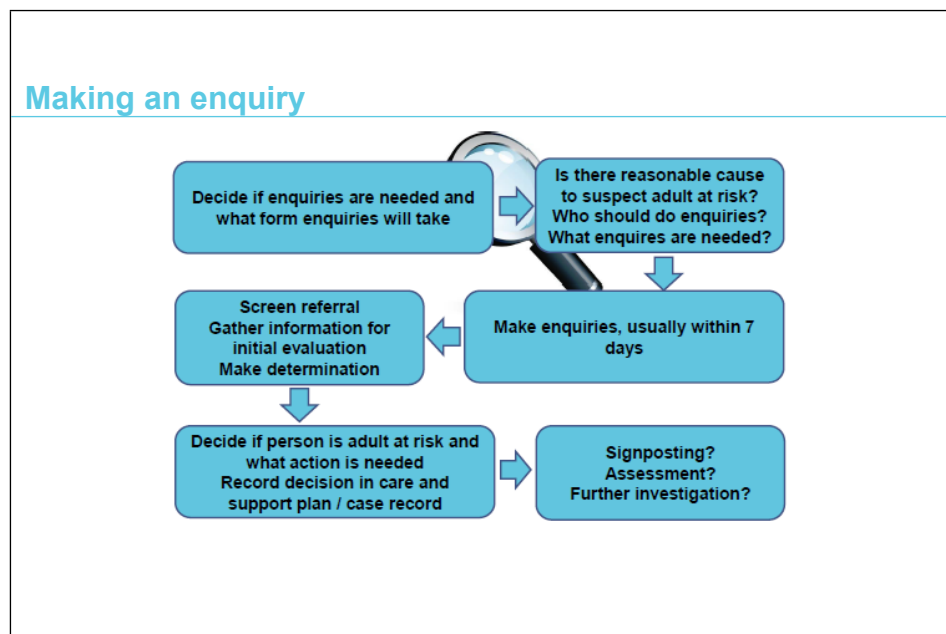 Making an enquiry
Decide if enquiries are needed and
what form enquiries will take
Is there reasonable cause
to suspect adult at risk?
Who should do enquiries?
What enquires are needed?
Make enquiries, usually within 7
days
Screen referral
Gather information for
initial evaluation
Make determination
Decide if person is adult at risk and
what action is needed
Record decision in care and
support plan / case record
Signposting?
Assessment?
Further investigation?